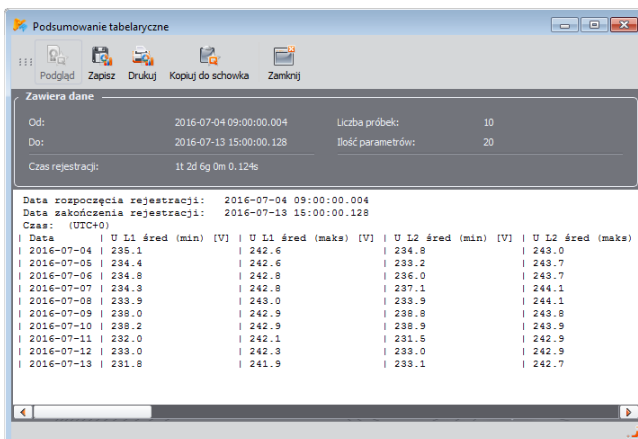 Podsumowanie tabelaryczne
Podgląd Zapisz Drukuj Kopiuj do schowka Zamknij
Zawiera dane
Od: 2016-07-04 09:00:00.004 Liczba próbek: 10
Do: 2016-07-13 15:00:00.128 Ilość parametrów: 20
Czas rejestracji: 1t 2d 6g 0m 0.124s
Data rozpoczęcia rejestracji: 2016-07-04 09:00:00.004
Data zakończenia rejestracji: 2016-07-13 15:00:00.128
Czas: (UTC+0)
| Data | U L1 śred (min) [V] | U L1 śred (maks) [V] | U L2 śred (min) [V] | U L2 śred (maks)
| 2016-07-04 | 235.1 | 242.6 | 234.8 | 243.0
| 2016-07-05 | 234.4 | 242.6 | 233.2 | 243.7
| 2016-07-06 | 234.8 | 242.8 | 236.0 | 243.7
| 2016-07-07 | 234.3 | 242.8 | 237.1 | 244.1
| 2016-07-08 | 233.9 | 243.0 | 233.9 | 244.1
| 2016-07-09 | 238.0 | 242.9 | 238.8 | 243.8
| 2016-07-10 | 238.2 | 242.9 | 238.9 | 243.9
| 2016-07-11 | 232.0 | 242.1 | 231.5 | 242.9
| 2016-07-12 | 233.0 | 242.3 | 233.0 | 242.9
| 2016-07-13 | 231.8 | 241.9 | 233.1 | 242.7